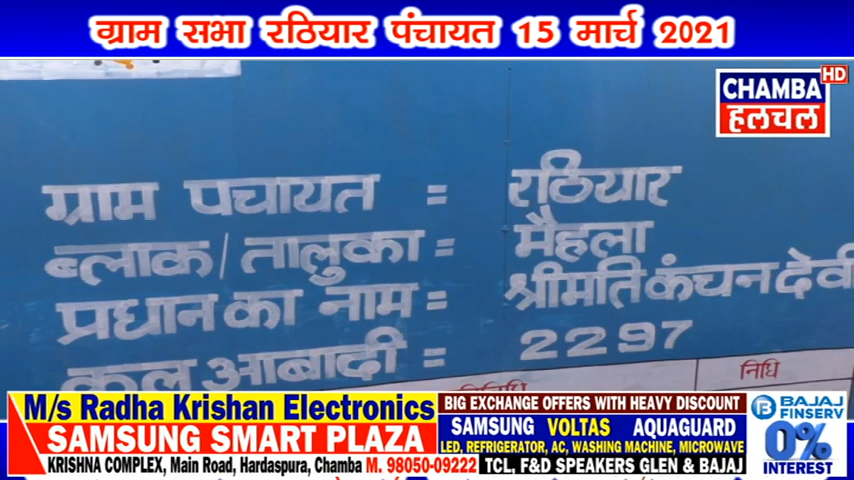 ग्राम सभा रठियार पंचायत 15 मार्च 2021
CHAMBA HD
हलचल
ग्राम पचायत = रठियार
ब्लाक/तालुका = मैहला
प्रधान का नाम = श्रीमति कंचन देवी
कुल आबादी = 2297
निधि
M/s Radha Krishan Electronics
SAMSUNG SMART PLAZA
KRISHNA COMPLEX, Main Road, Hardaspura, Chamba M. 98050-09222
BIG EXCHANGE OFFERS WITH HEAVY DISCOUNT
SAMSUNG VOLTAS AQUAGUARD
LED, REFRIGERATOR, AC, WASHING MACHINE, MICROWAVE
TCL, F&D SPEAKERS GLEN & BAJAJ
B BAJAJ
FINSERV
0%
INTEREST